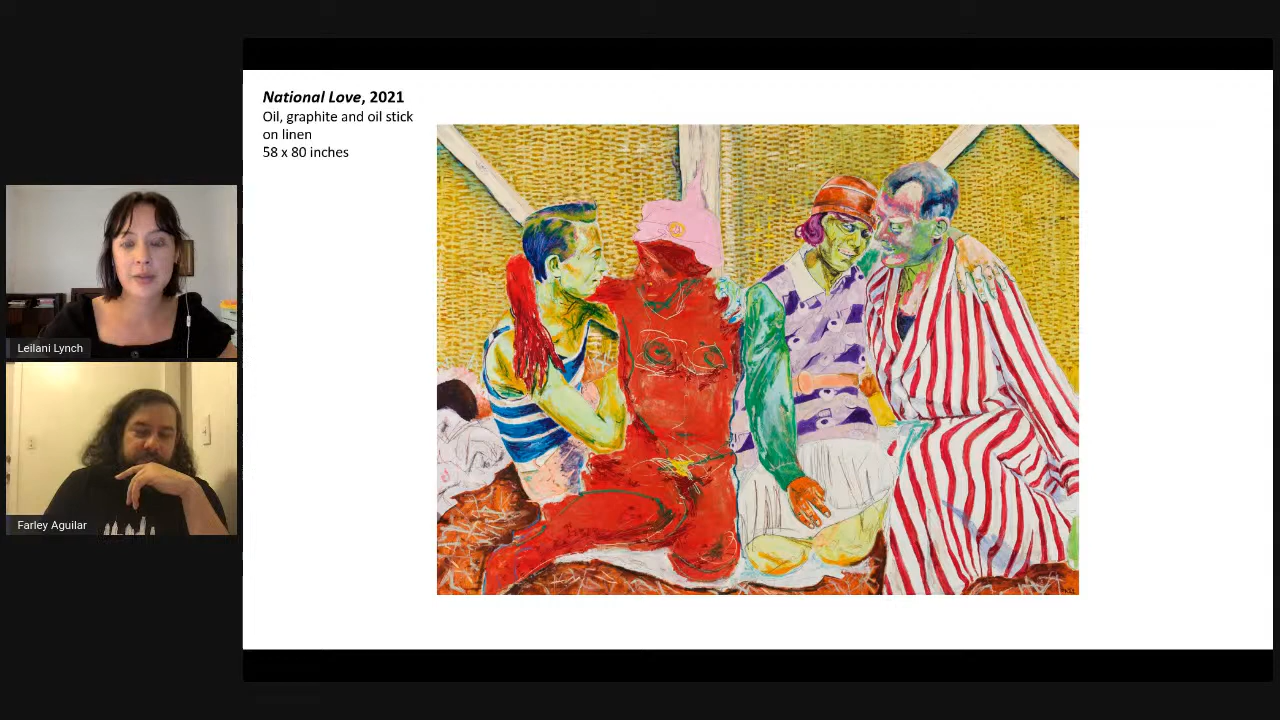 National Love, 2021
Oil, graphite and oil stick
on linen
58 x 80 inches
Leilani Lynch
Farley Aguilar